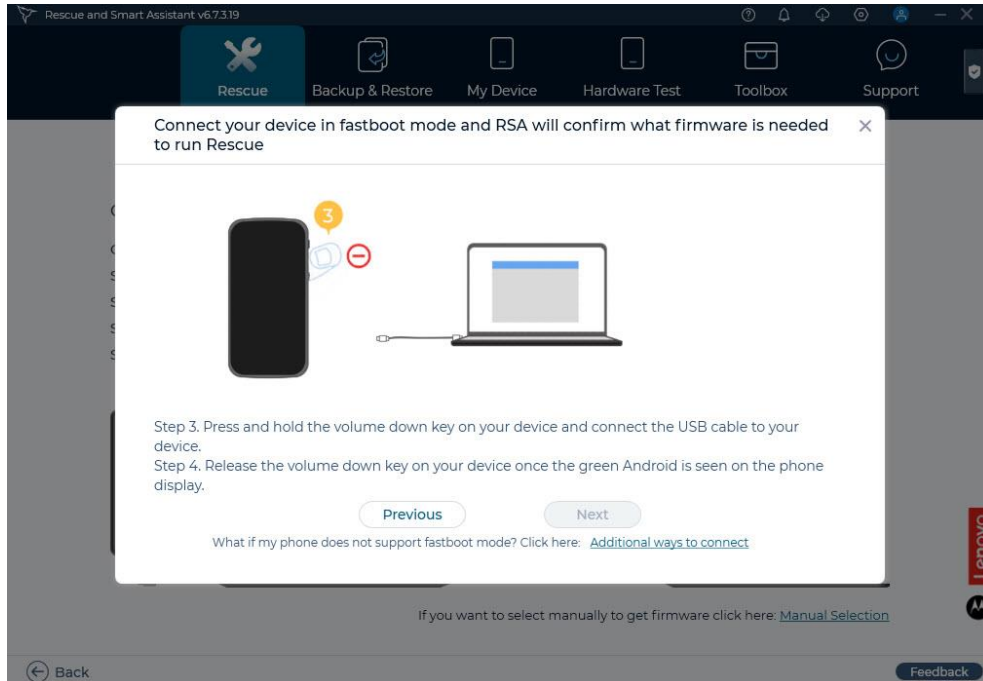 Rescue and Smart Assistant v6.7.3.19
Rescue
Backup & Restore
My Device
Hardware Test
Toolbox
Support
Connect your device in fastboot mode and RSA will confirm what firmware is needed
to run Rescue
3
Step 3. Press and hold the volume down key on your device and connect the USB cable to your
device.
Step 4. Release the volume down key on your device once the green Android is seen on the phone
display.
Previous
Next
What if my phone does not support fastboot mode? Click here: Additional ways to connect
Lenovo
If you want to select manually to get firmware click here: Manual Selection
Back
Feedback